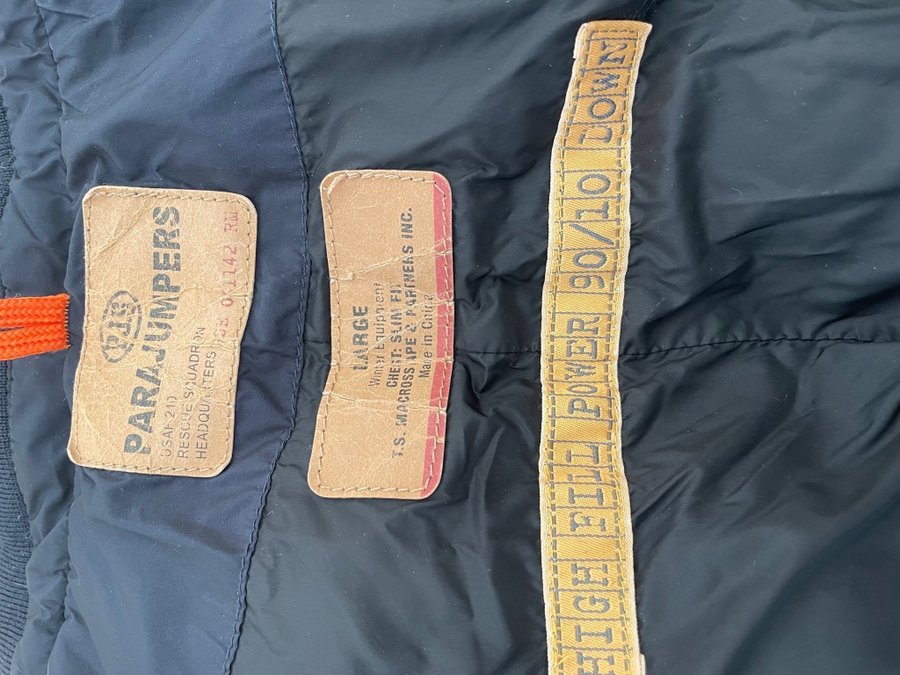 PJS
PARAJUMPERS
USAF 210
RESCUE SQUADRON
HEADQUARTERS
LARGE
Winter Equipment
CHEST: SLIM FIT
T.S. MACROSS APE & PARTNERS INC.
Made in China
HIGH FILL POWER 90/10 DOWN